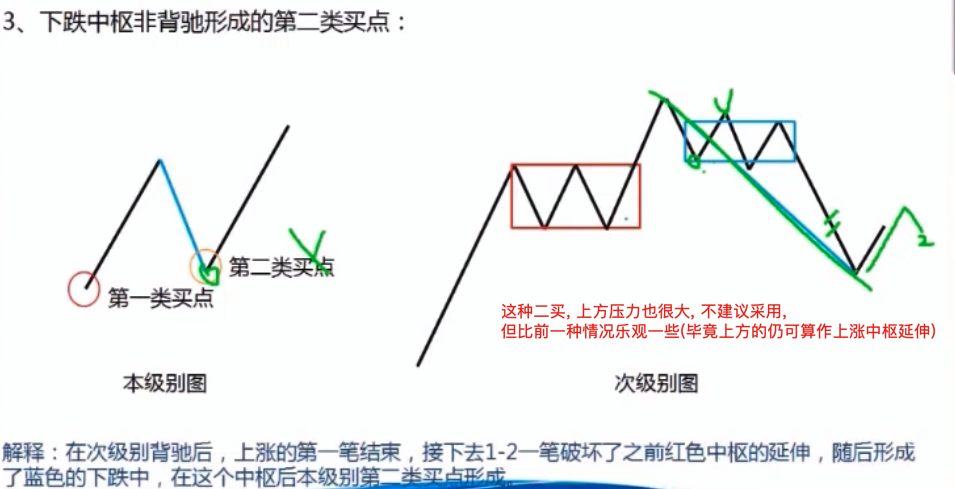 3、下跌中枢非背驰形成的第二类买点：
第一类买点
第二类买点
本级别图
2
这种二买, 上方压力也很大, 不建议采用,
但比前一种情况乐观一些(毕竟上方的仍可算作上涨中枢延伸)
次级别图
解释：在次级别背驰后，上涨的第一笔结束，接下去1-2一笔破坏了之前红色中枢的延伸，随后形成
了蓝色的下跌中，在这个中枢后本级别第二类买点形成。